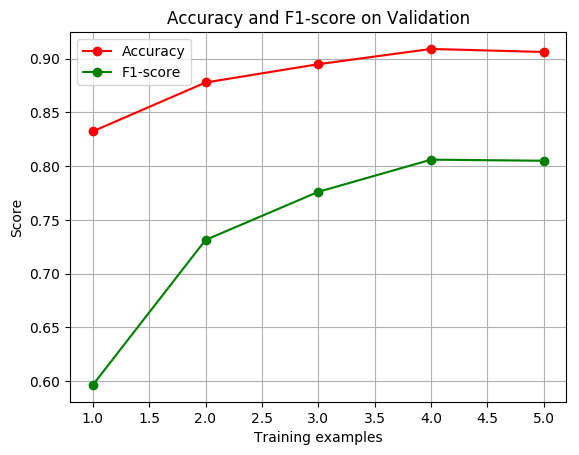 Accuracy and F1-score on Validation
Accuracy
F1-score
0.90
0.85
0.80
0.75
0.70
0.65
0.60
Score
1.0 1.5 2.0 2.5 3.0 3.5 4.0 4.5 5.0
Training examples